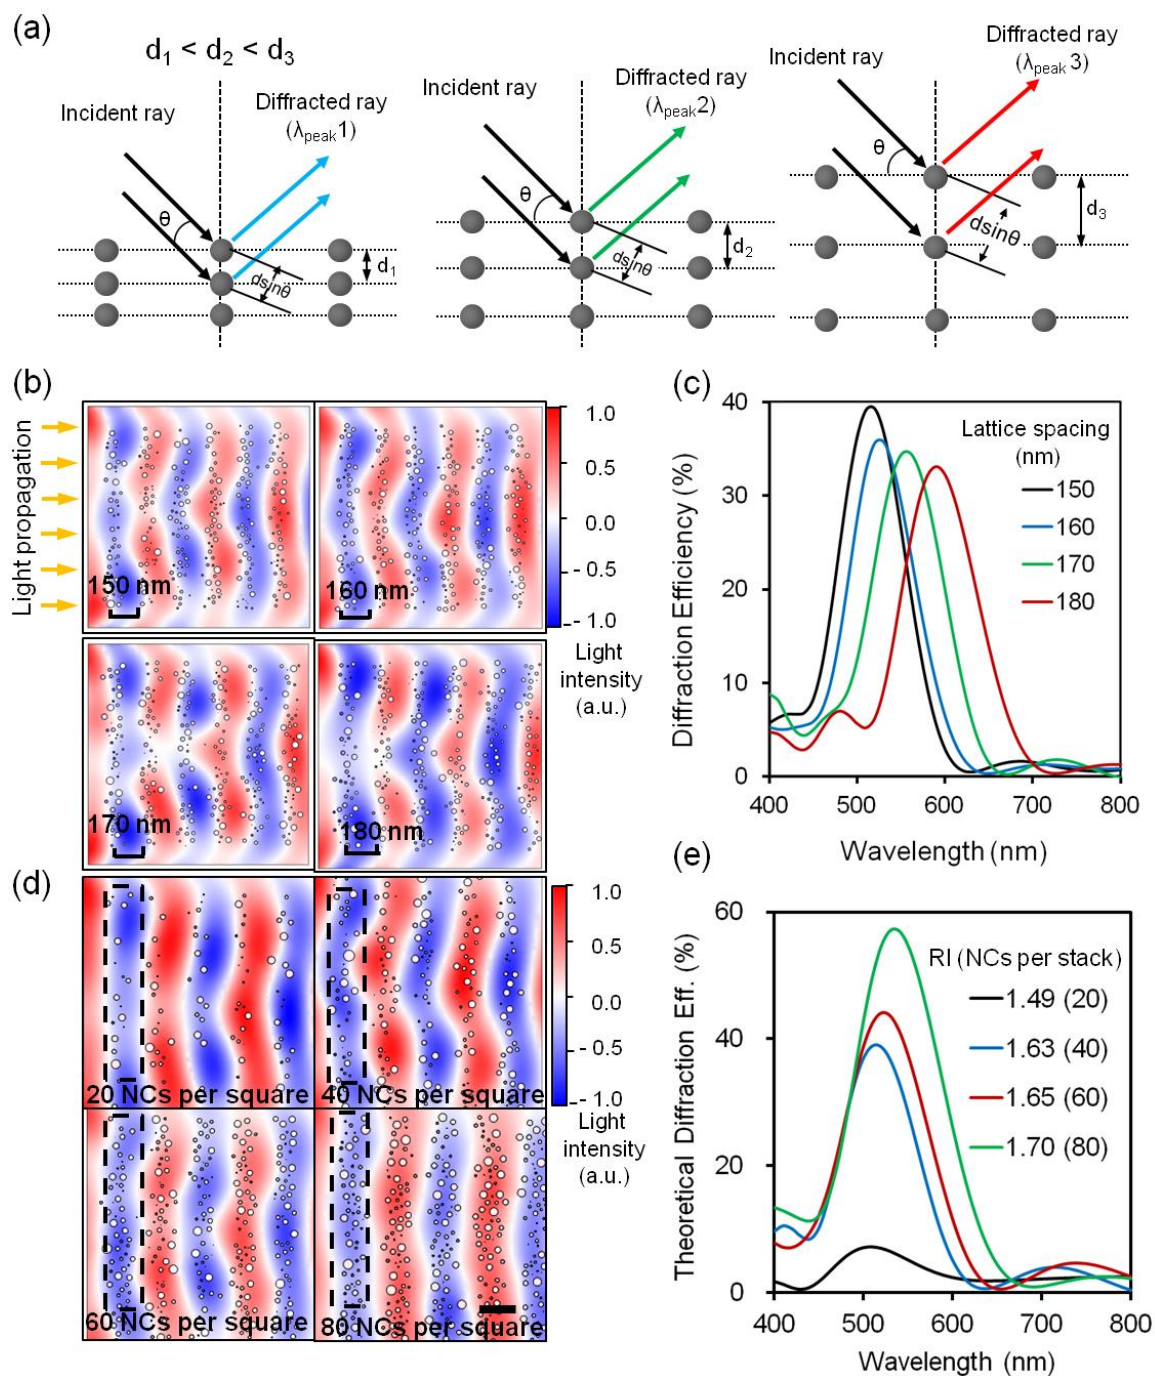 (a)
d1 < d2 < d3
Incident ray
Diffracted ray
(λpeak1)
θ
dsinθ
d1
Incident ray
Diffracted ray
(λpeak2)
θ
dsinθ
d2
Incident ray
Diffracted ray
(λpeak3)
θ
dsinθ
d3
(b)
Light propagation
150 nm
160 nm
170 nm
180 nm
1.0
0.5
0.0
- 0.5
- 1.0
Light
intensity
(a.u.)
(c)
Diffraction Efficiency (%)
40
30
20
10
0
Lattice spacing
(nm)
150
160
170
180
400 500 600 700 800
Wavelength (nm)
(d)
20 NCs per square
40 NCs per square
60 NCs per square
80 NCs per square
1.0
0.5
0.0
- 0.5
- 1.0
Light
intensity
(a.u.)
(e)
Theoretical Diffraction Eff. (%)
60
40
20
0
RI (NCs per stack)
1.49 (20)
1.63 (40)
1.65 (60)
1.70 (80)
400 500 600 700 800
Wavelength (nm)